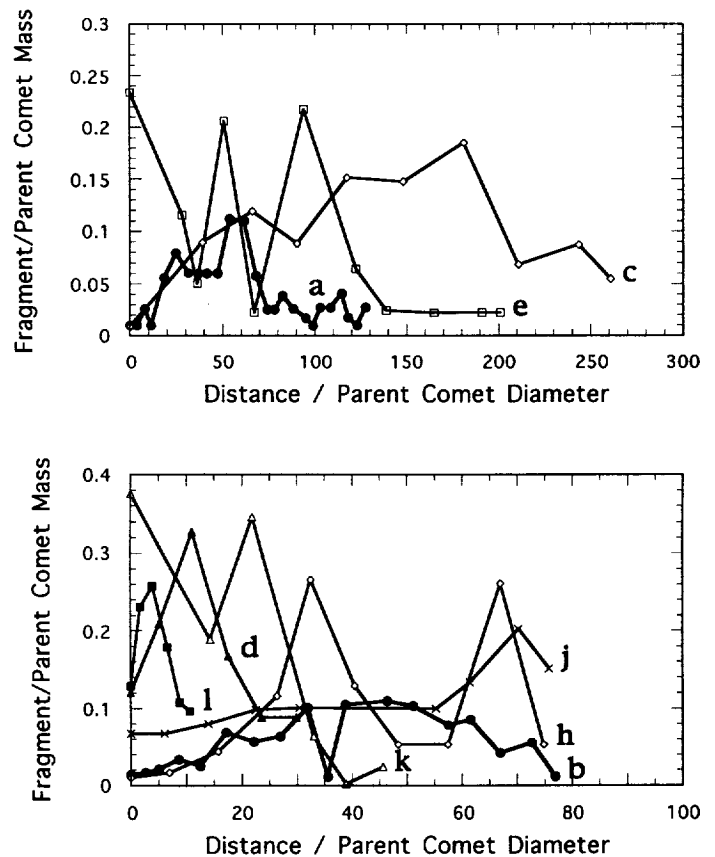 Fragment/Parent Comet Mass
0.3
0.25
0.2
0.15
0.1
0.05
0
a
e
c
0 50 100 150 200 250 300
Distance / Parent Comet Diameter
Fragment/Parent Comet Mass
0.4
0.3
0.2
0.1
0
d
l
j
h
k
b
0 20 40 60 80 100
Distance / Parent Comet Diameter